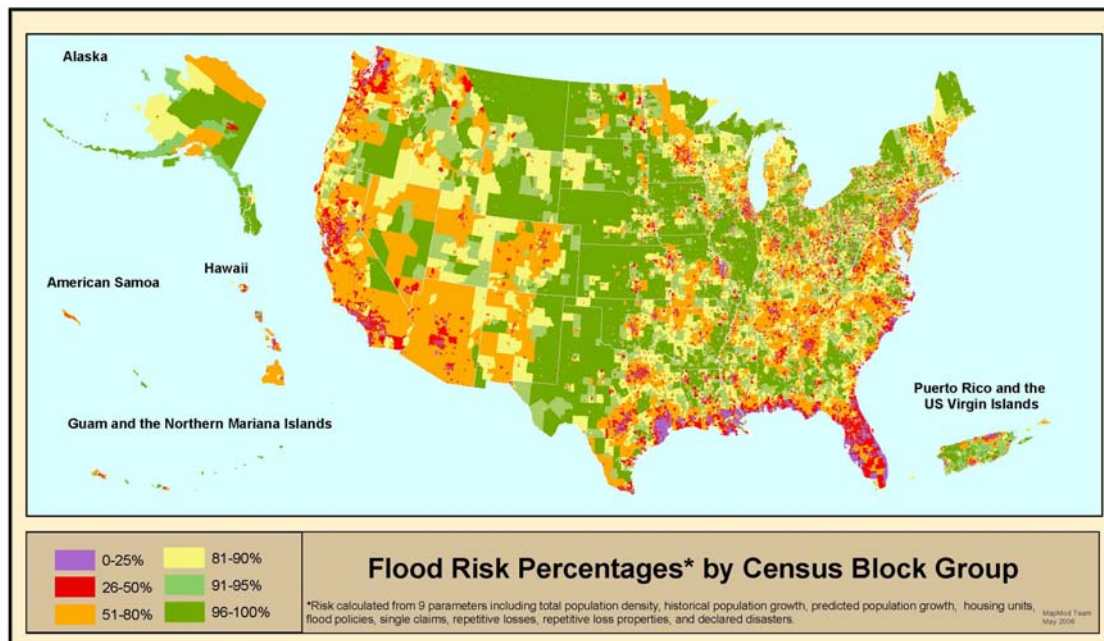 Alaska
American Samoa
Hawaii
Guam and the Northern Mariana Islands
Puerto Rico and the
US Virgin Islands
0-25%
26-50%
51-80%
81-90%
91-95%
96-100%
Flood Risk Percentages* by Census Block Group
*Risk calculated from 9 parameters including total population density, historical population growth, predicted population growth, housing units,
flood policies, single claims, repetitive losses, repetitive loss properties, and declared disasters.
MapMod Team
May 2006